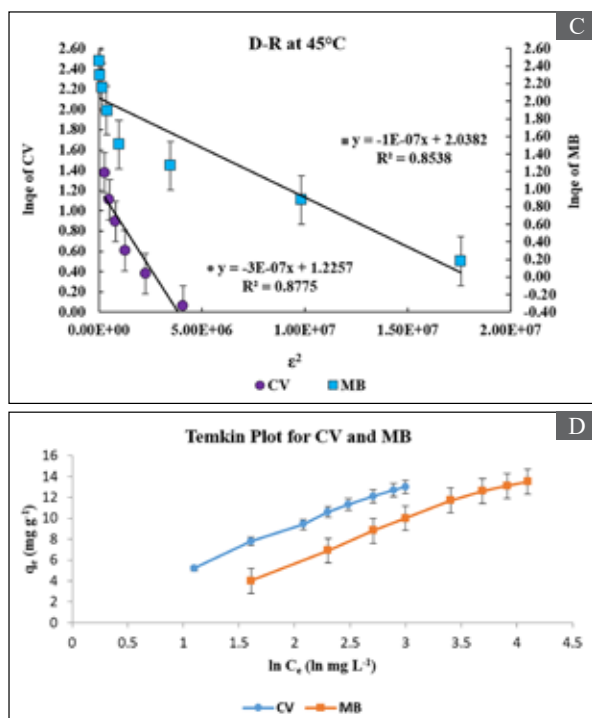 C
D-R at 45°C
2.60
2.40
2.20
2.00
1.80
1.60
1.40
1.20
1.00
0.80
0.60
0.40
0.20
0.00
lnqe of CV
2.60
2.40
2.20
2.00
1.80
1.60
1.40
1.20
1.00
0.80
0.60
0.40
0.20
0.00
-0.20
-0.40
lnqe of MB
y = -1E-07x + 2.0382
R² = 0.8538
y = -3E-07x + 1.2257
R² = 0.8775
0.00E+00 5.00E+06 1.00E+07 1.50E+07 2.00E+07
ε²
CV MB
D
Temkin Plot for CV and MB
16
14
12
10
8
6
4
2
0
qₑ (mg g⁻¹)
0 0.5 1 1.5 2 2.5 3 3.5 4 4.5
ln Cₑ (ln mg L⁻¹)
CV MB